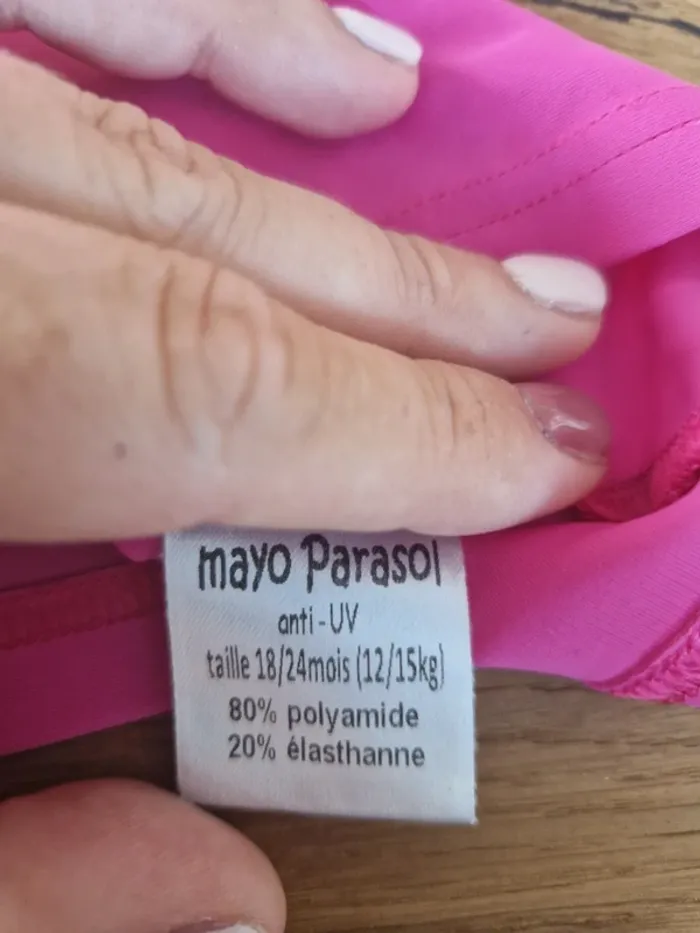 mayo Parasol
anti-UV
taille 18/24mois (12/15kg)
80% polyamide
20% élasthanne